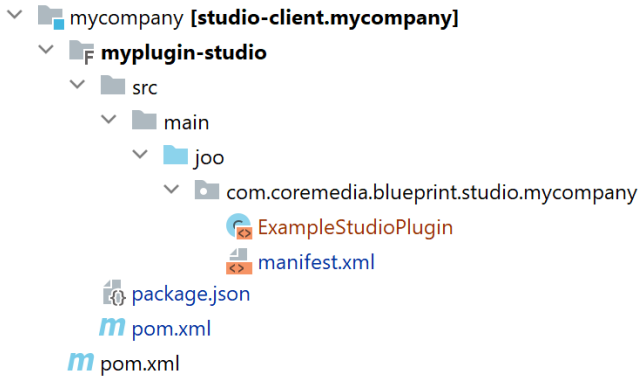 mycompany [studio-client.mycompany]
myplugin-studio
src
main
joo
com.coremedia.blueprint.studio.mycompany
ExampleStudioPlugin
manifest.xml
package.json
pom.xml
pom.xml